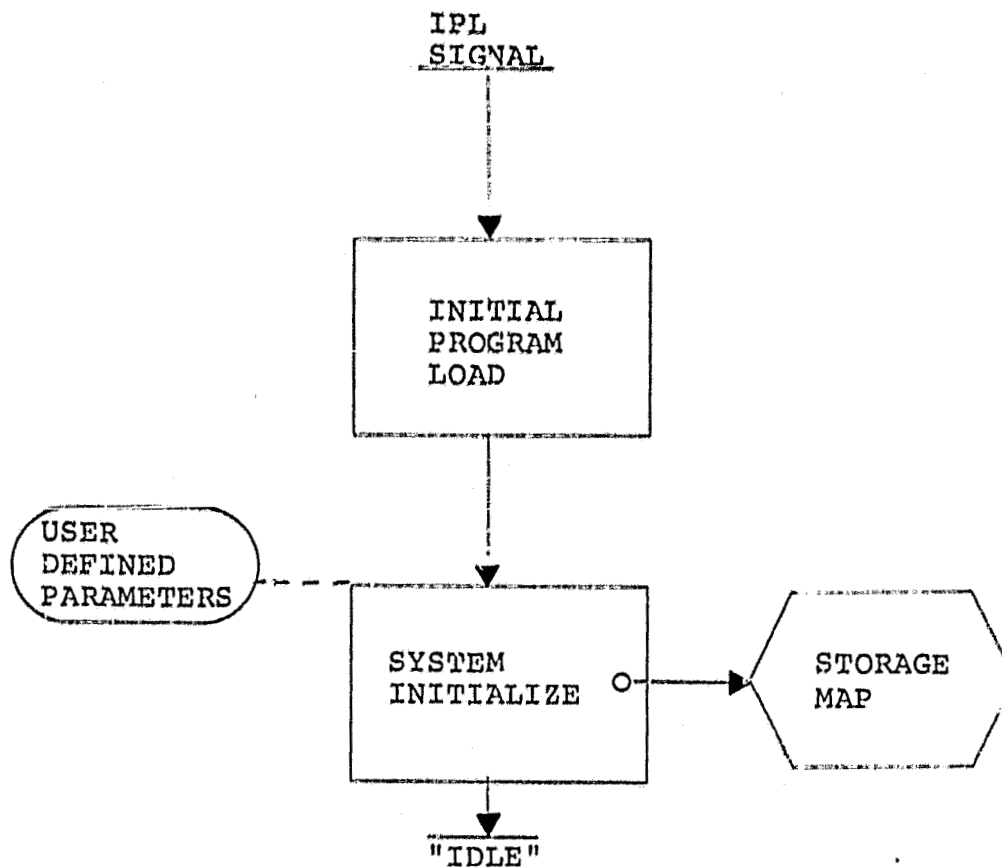 IPL
SIGNAL
INITIAL
PROGRAM
LOAD
USER
DEFINED
PARAMETERS
SYSTEM
INITIALIZE
STORAGE
MAP
"IDLE"